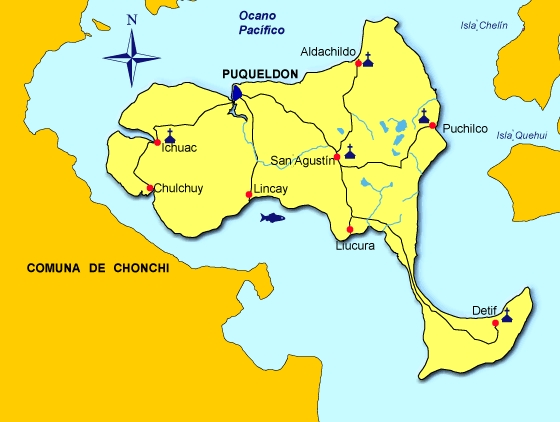 Ocano
Pacífico
Isla Chelín
Aldachildo
PUQUELDON
Puchilco
Isla Quehui
Ichuac
San Agustín
Chulchuy
Lincay
Llucura
COMUNA DE CHONCHI
Detif